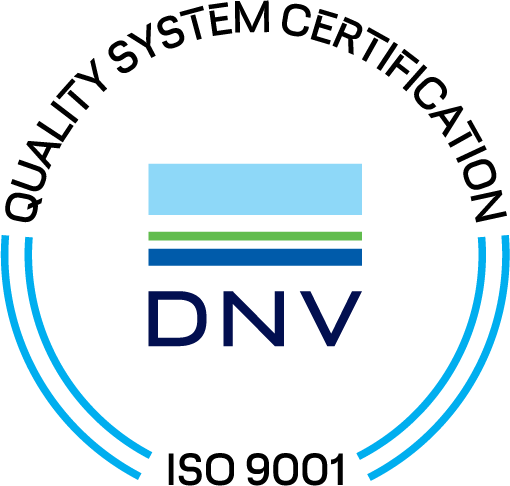 QUALITY SYSTEM CERTIFICATION
DNV
ISO 9001